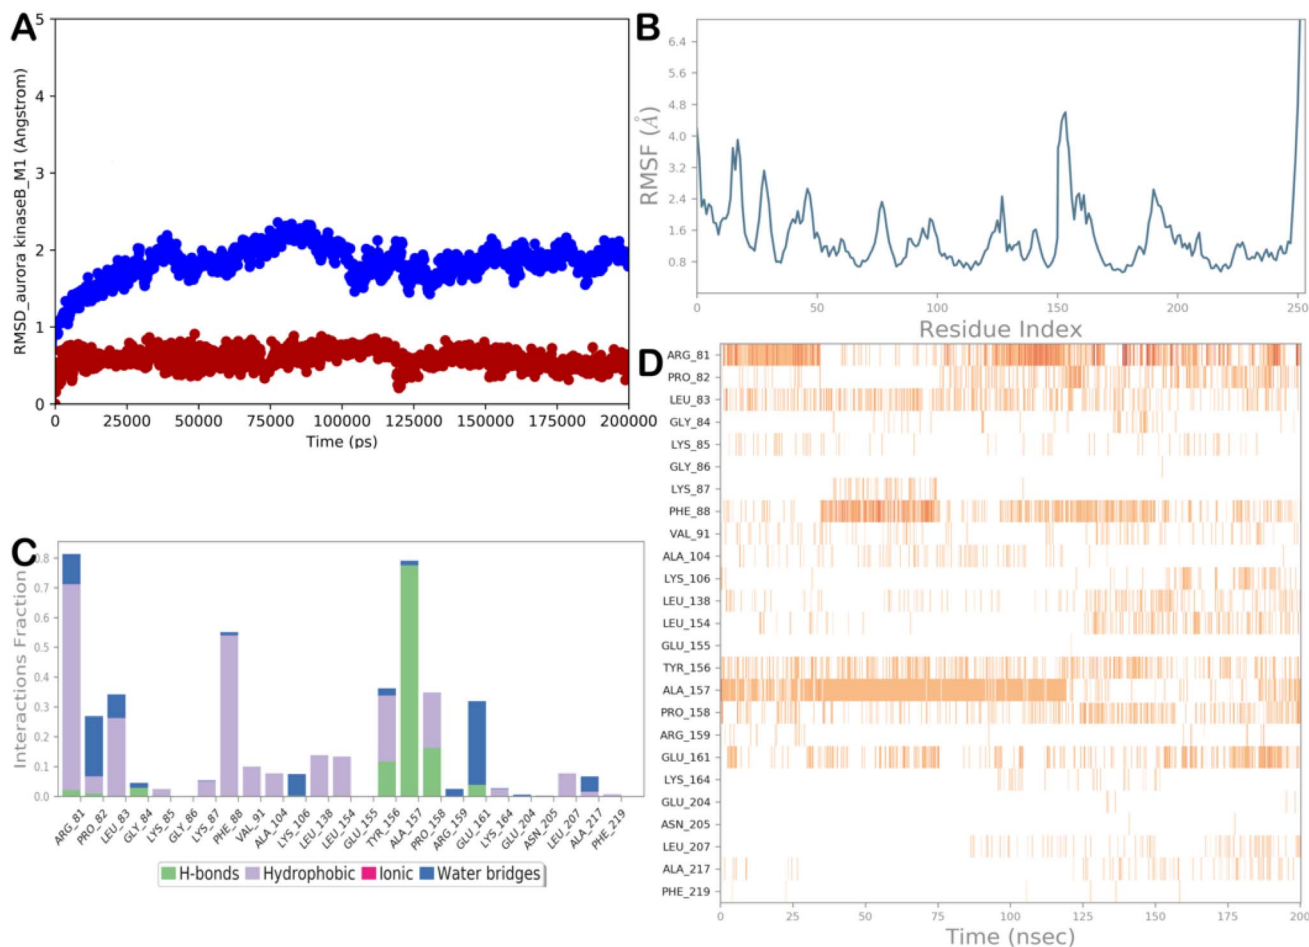 A
RMSD_aurora kinaseB_M1 (Angstrom)
5
4
3
2
1
0
0 25000 50000 75000 100000 125000 150000 175000 200000
Time (ps)
B
RMSF (Å)
6.4
5.6
4.8
4.0
3.2
2.4
1.6
0.8
0 50 100 150 200 250
Residue Index
C
Interactions Fraction
0.8
0.7
0.6
0.5
0.4
0.3
0.2
0.1
0.0
ARG_81 PRO_82 LEU_83 GLY_84 LYS_85 GLY_86 LYS_87 PHE_88 VAL_91 ALA_104 LYS_106 LEU_138 LEU_154 GLU_155 TYR_156 ALA_157 PRO_158 ARG_159 GLU_161 LYS_164 GLU_204 ASN_205 LEU_207 ALA_217 PHE_219
H-bonds Hydrophobic Ionic Water bridges
D
ARG_81
PRO_82
LEU_83
GLY_84
LYS_85
GLY_86
LYS_87
PHE_88
VAL_91
ALA_104
LYS_106
LEU_138
LEU_154
GLU_155
TYR_156
ALA_157
PRO_158
ARG_159
GLU_161
LYS_164
GLU_204
ASN_205
LEU_207
ALA_217
PHE_219
0 25 50 75 100 125 150 175 200
Time (nsec)